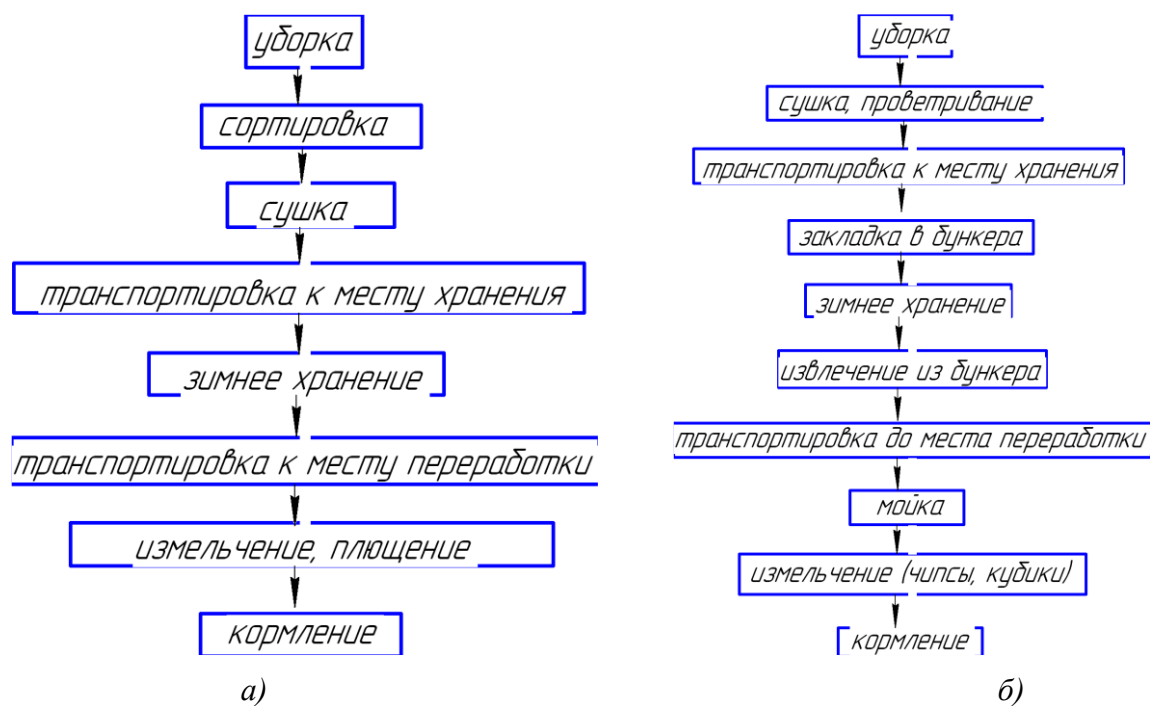 уборка
сортировка
сушка
транспортировка к месту хранения
зимнее хранение
транспортировка к месту переработки
измельчение, плющение
кормление
а)
уборка
сушка, проветривание
транспортировка к месту хранения
закладка в бункера
зимнее хранение
извлечение из бункера
транспортировка до места переработки
мойка
измельчение (чипсы, кубики)
кормление
б)